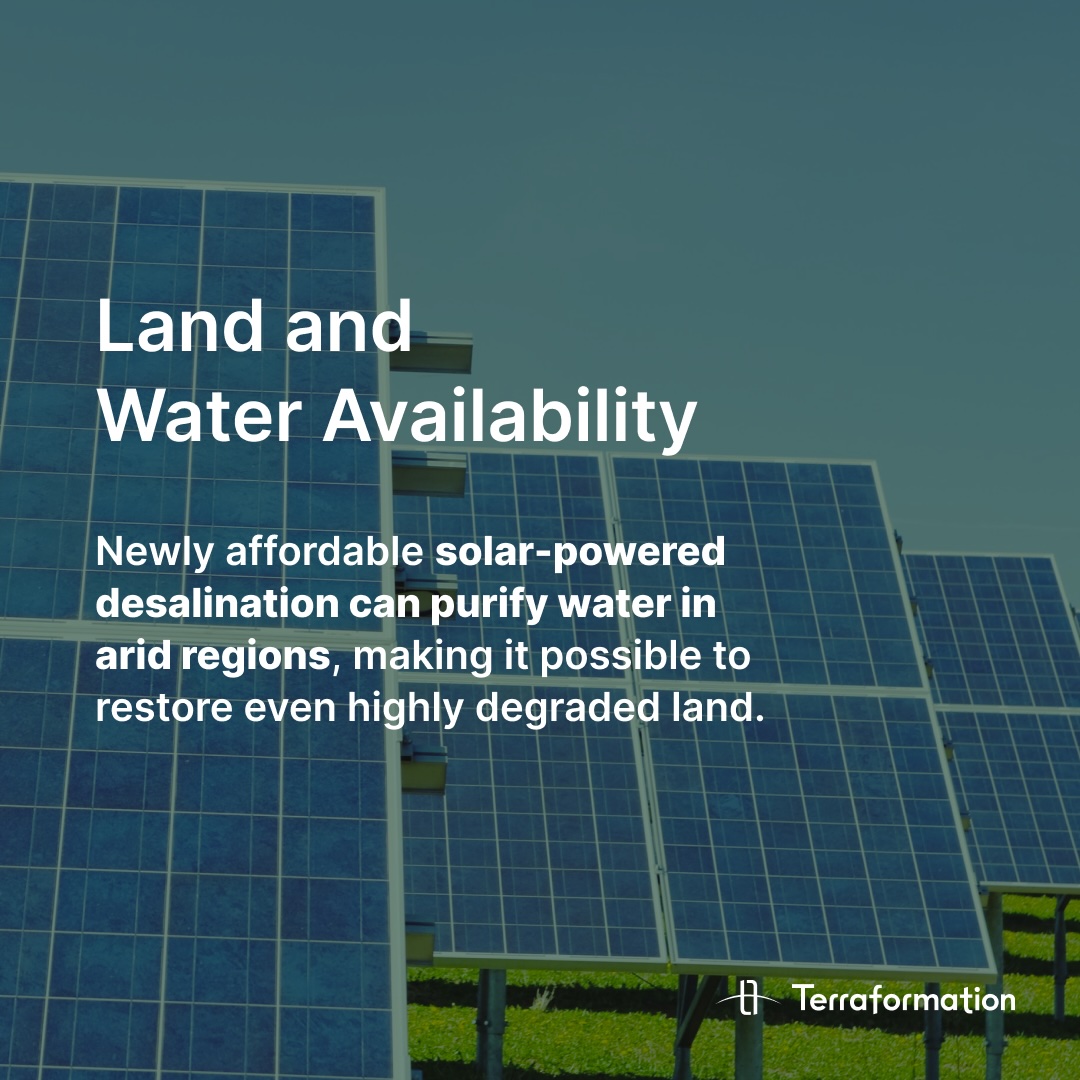 Land and
Water Availability
Newly affordable solar-powered
desalination can purify water in
arid regions, making it possible to
restore even highly degraded land.
Terraformation